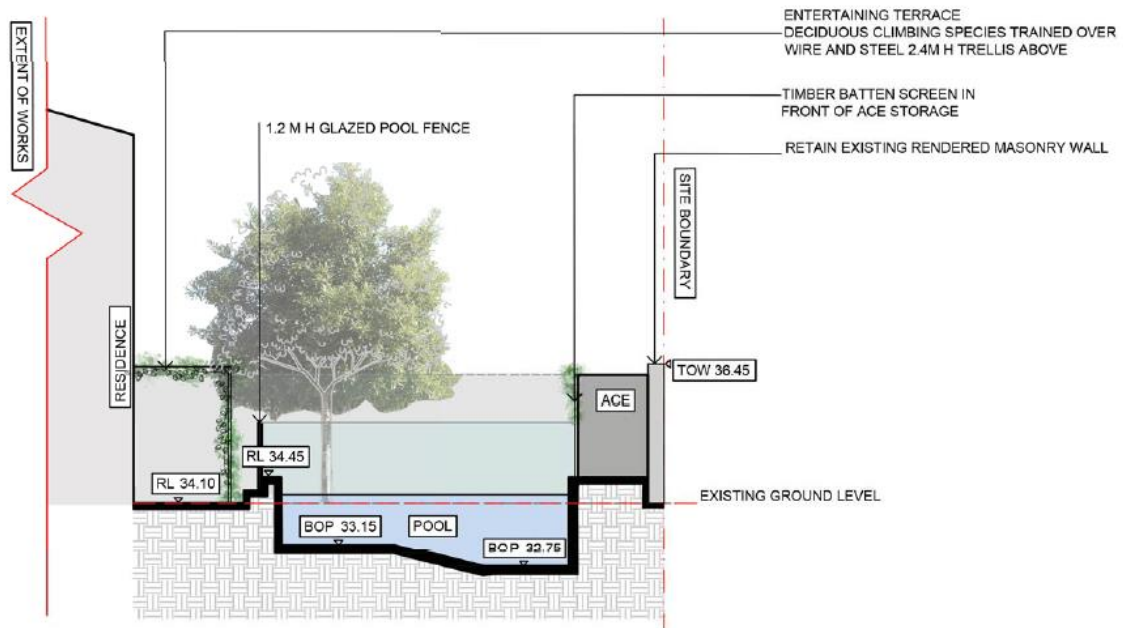 ENTERTAINING TERRACE
DECIDUOUS CLIMBING SPECIES TRAINED OVER
WIRE AND STEEL 2.4M H TRELLIS ABOVE
EXTENT OF WORKS
TIMBER BATTEN SCREEN IN
FRONT OF ACE STORAGE
1.2 M H GLAZED POOL FENCE
RETAIN EXISTING RENDERED MASONRY WALL
SITE BOUNDARY
RESIDENCE
TOW 36.45
ACE
RL 34.45
RL 34.10
EXISTING GROUND LEVEL
BOP 33.15
POOL
BOP 32.75